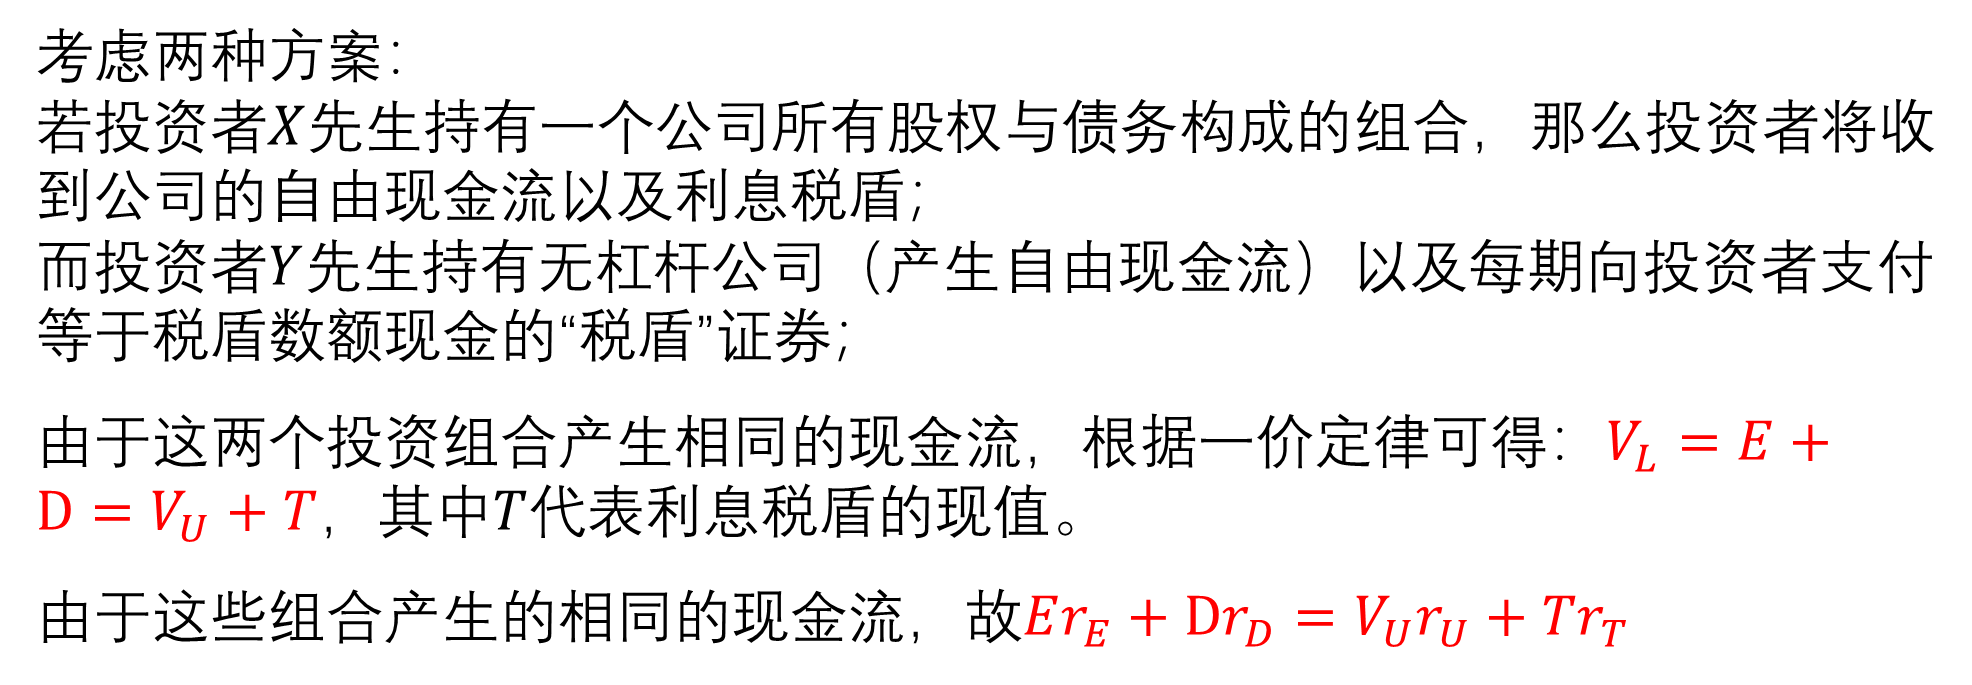 考虑两种方案：
若投资者X先生持有一个公司所有股权与债务构成的组合，那么投资者将收
到公司的自由现金流以及利息税盾；
而投资者Y先生持有无杠杆公司（产生自由现金流）以及每期向投资者支付
等于税盾数额现金的“税盾”证券；
由于这两个投资组合产生相同的现金流，根据一价定律可得：V_L = E +
D = V_U + T，其中T代表利息税盾的现值。
由于这些组合产生的相同的现金流，故Er_E + Dr_D = V_U r_U + Tr_T